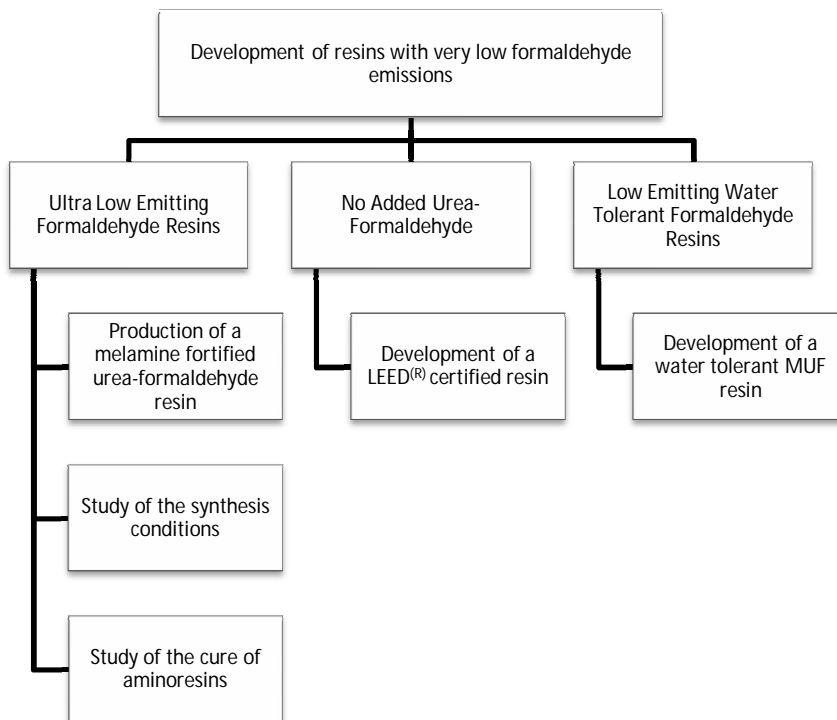 Development of resins with very low formaldehyde
emissions
Ultra Low Emitting
Formaldehyde Resins
No Added Urea-
Formaldehyde
Low Emitting Water
Tolerant Formaldehyde
Resins
Production of a
melamine fortified
urea-formaldehyde
resin
Study of the synthesis
conditions
Study of the cure of
aminoresins
Development of a
LEED(R) certified resin
Development of a
water tolerant MUF
resin